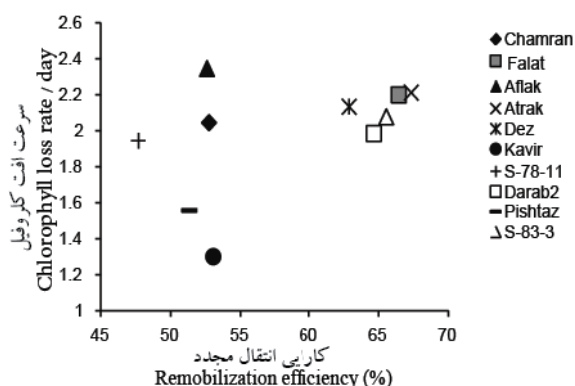 سرعت افت کلروفیل
Chlorophyll loss rate / day
2.6
2.4
2.2
2
1.8
1.6
1.4
1.2
1
45
50
55
60
65
70
کارایی انتقال مجدد
Remobilization efficiency (%)
Chamran
Falat
Aflak
Atrak
Dez
Kavir
S-78-11
Darab2
Pishtaz
S-83-3